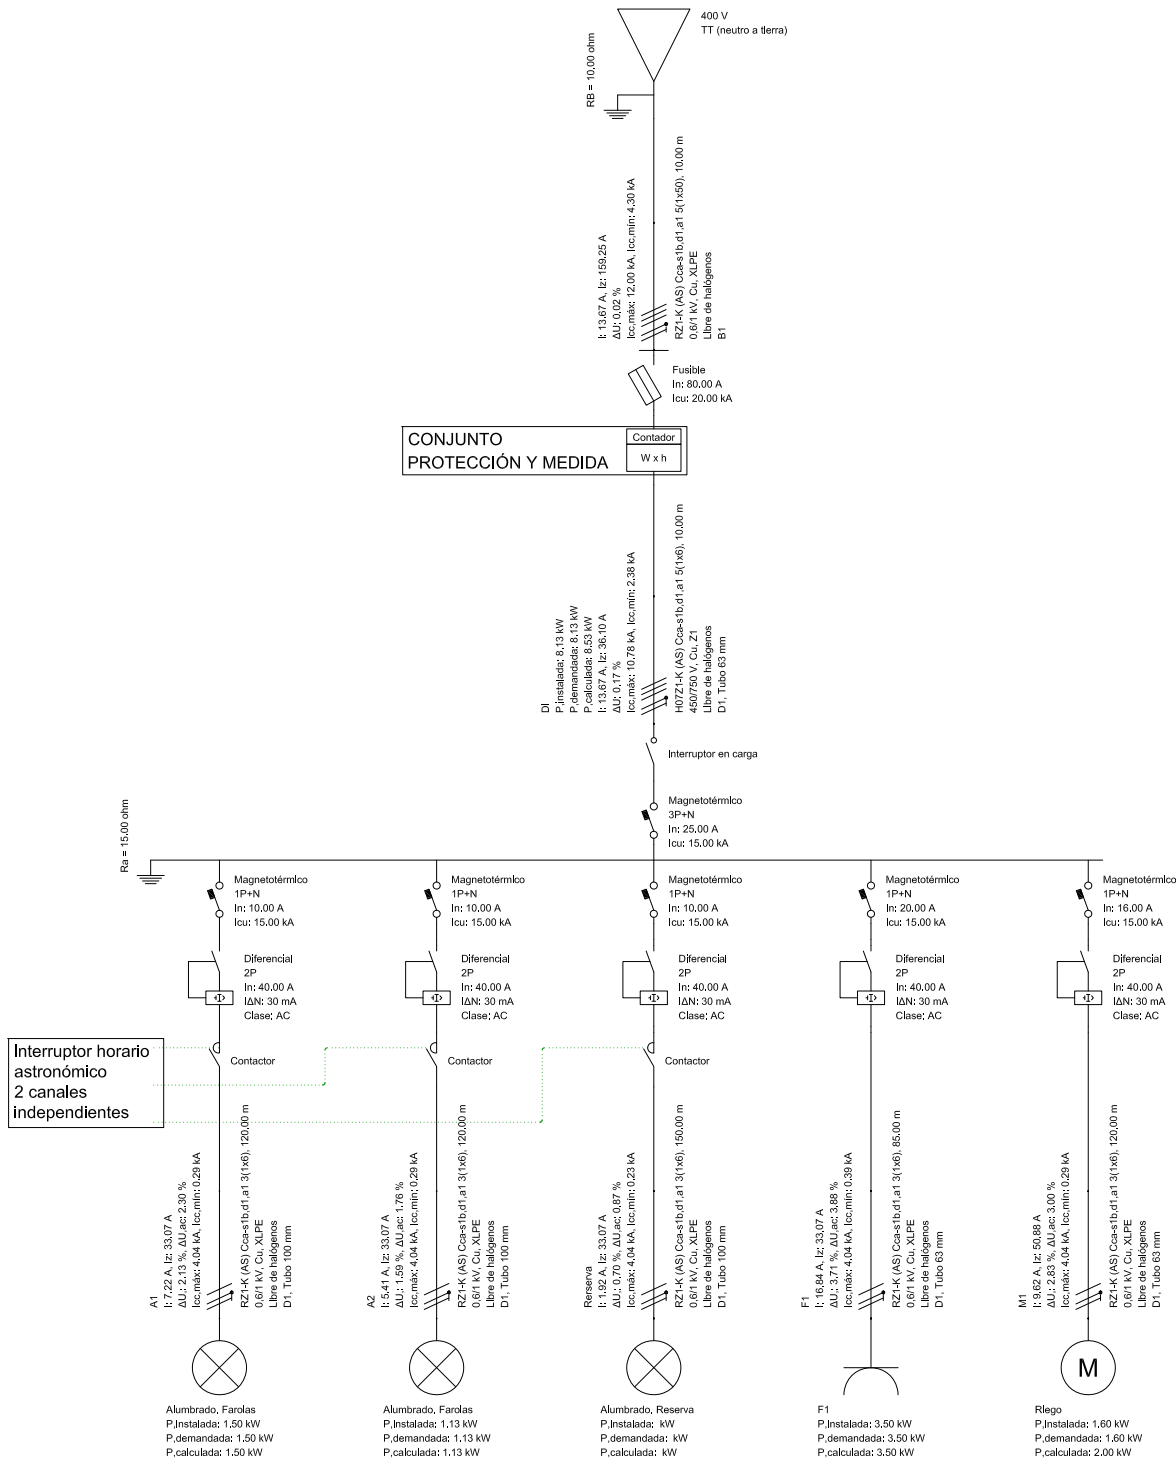 400 V
TT (neutro a tierra)
RB = 10.00 ohm
I: 13.67 A, Iz: 159.25 A
ΔU: 0.02 %
Icc,máx: 12.00 kA, Icc,mín: 4.30 kA
RZ1-K (AS) Cca-s1b,d1,a1 5(1x50), 10.00 m
0,6/1 kV, Cu, XLPE
Libre de halógenos
B1
Fusible
In: 80.00 A
Icu: 20.00 kA
CONJUNTO
PROTECCIÓN Y MEDIDA
Contador
W x h
DI
P.instalada: 8.13 kW
P.demandada: 8.13 kW
P.calculada: 8.53 kW
I: 13.67 A, Iz: 36.10 A
ΔU: 0.17 %
Icc,máx: 10.78 kA, Icc,mín: 2.38 kA
H07Z1-K (AS) Cca-s1b,d1,a1 5(1x6), 10.00 m
450/750 V, Cu, Z1
Libre de halógenos
D1, Tubo 63 mm
Interruptor en carga
Magnetotérmico
3P+N
In: 25.00 A
Icu: 15.00 kA
Ra = 15.00 ohm
Magnetotérmico
1P+N
In: 10.00 A
Icu: 15.00 kA
Magnetotérmico
1P+N
In: 10.00 A
Icu: 15.00 kA
Magnetotérmico
1P+N
In: 10.00 A
Icu: 15.00 kA
Magnetotérmico
1P+N
In: 20.00 A
Icu: 15.00 kA
Magnetotérmico
1P+N
In: 16.00 A
Icu: 15.00 kA
Diferencial
2P
In: 40.00 A
IΔN: 30 mA
Clase: AC
Diferencial
2P
In: 40.00 A
IΔN: 30 mA
Clase: AC
Diferencial
2P
In: 40.00 A
IΔN: 30 mA
Clase: AC
Diferencial
2P
In: 40.00 A
IΔN: 30 mA
Clase: AC
Diferencial
2P
In: 40.00 A
IΔN: 30 mA
Clase: AC
Interruptor horario
astronómico
2 canales
independientes
Contactor
Contactor
Contactor
A1
I: 7.22 A, Iz: 33.07 A
ΔU: 2.13 %, ΔU,ac: 2.30 %
Icc,máx: 4.04 kA, Icc,mín: 0.29 kA
RZ1-K (AS) Cca-s1b,d1,a1 3(1x6), 120.00 m
0,6/1 kV, Cu, XLPE
Libre de halógenos
D1, Tubo 100 mm
A2
I: 5.41 A, Iz: 33.07 A
ΔU: 1.59 %, ΔU,ac: 1.76 %
Icc,máx: 4.04 kA, Icc,mín: 0.29 kA
RZ1-K (AS) Cca-s1b,d1,a1 3(1x6), 120.00 m
0,6/1 kV, Cu, XLPE
Libre de halógenos
D1, Tubo 100 mm
Rerserva
I: 1.92 A, Iz: 33.07 A
ΔU: 0.70 %, ΔU,ac: 0.87 %
Icc,máx: 4.04 kA, Icc,mín: 0.23 kA
RZ1-K (AS) Cca-s1b,d1,a1 3(1x6), 150.00 m
0,6/1 kV, Cu, XLPE
Libre de halógenos
D1, Tubo 100 mm
F1
I: 16.84 A, Iz: 33.07 A
ΔU: 3.71 %, ΔU,ac: 3.88 %
Icc,máx: 4.04 kA, Icc,mín: 0.39 kA
RZ1-K (AS) Cca-s1b,d1,a1 3(1x6), 85.00 m
0,6/1 kV, Cu, XLPE
Libre de halógenos
D1, Tubo 63 mm
M1
I: 9.62 A, Iz: 50.88 A
ΔU: 2.83 %, ΔU,ac: 3.00 %
Icc,máx: 4.04 kA, Icc,mín: 0.29 kA
RZ1-K (AS) Cca-s1b,d1,a1 3(1x6), 120.00 m
0,6/1 kV, Cu, XLPE
Libre de halógenos
D1, Tubo 63 mm
M
Alumbrado, Farolas
P.Instalada: 1.50 kW
P.demandada: 1.50 kW
P.calculada: 1.50 kW
Alumbrado, Farolas
P.Instalada: 1.13 kW
P.demandada: 1.13 kW
P.calculada: 1.13 kW
Alumbrado, Reserva
P.Instalada: kW
P.demandada: kW
P.calculada: kW
F1
P.Instalada: 3.50 kW
P.demandada: 3.50 kW
P.calculada: 3.50 kW
Riego
P.Instalada: 1.60 kW
P.demandada: 1.60 kW
P.calculada: 2.00 kW